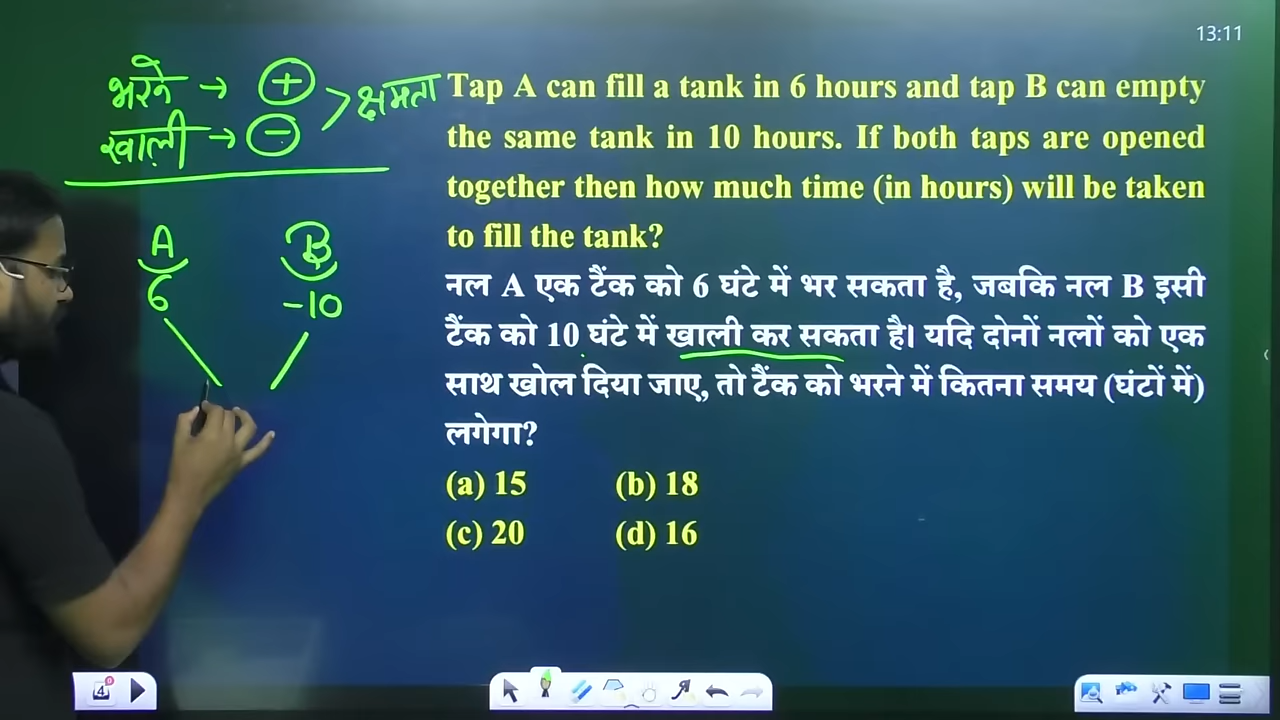 13:11
भरने → +
खाली → -
> क्षमता
A B
6 -10
Tap A can fill a tank in 6 hours and tap B can empty
the same tank in 10 hours. If both taps are opened
together then how much time (in hours) will be taken
to fill the tank?
नल A एक टैंक को 6 घंटे में भर सकता है, जबकि नल B इसी
टैंक को 10 घंटे में खाली कर सकता है। यदि दोनों नलों को एक
साथ खोल दिया जाए, तो टैंक को भरने में कितना समय (घंटों में)
लगेगा?
(a) 15 (b) 18
(c) 20 (d) 16